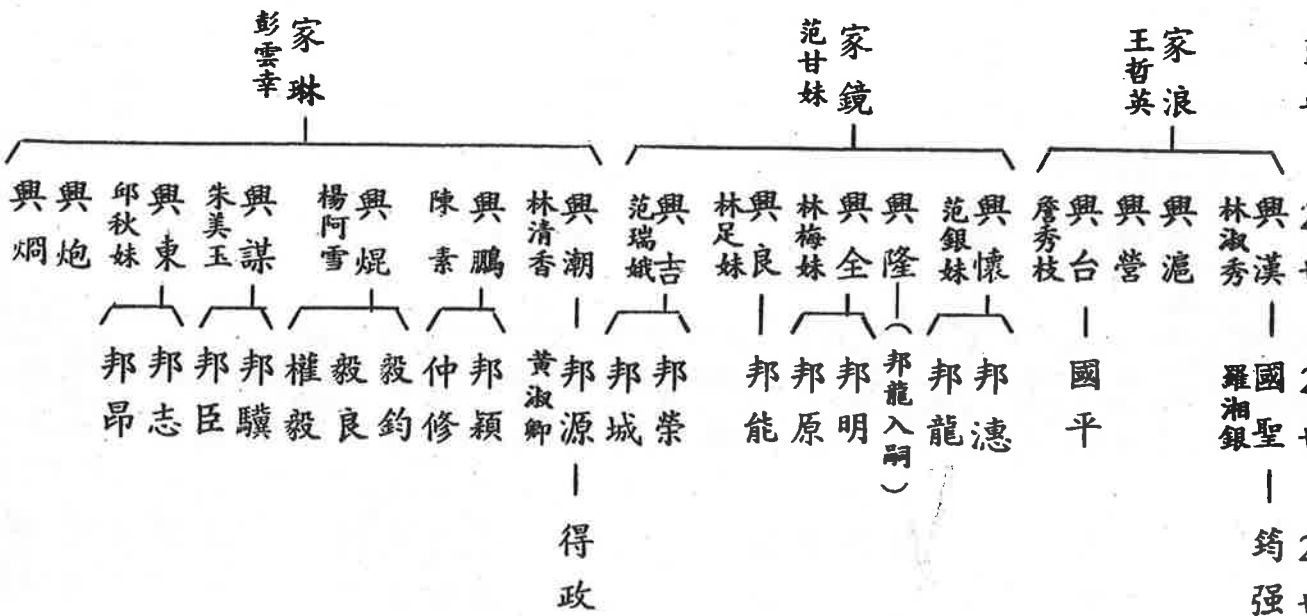 家浪
王哲英
家鏡
范甘妹
家琳
彭雲幸
興漢
林淑秀
興滬
興營
興台
詹秀枝
興懷
范銀妹
興隆
興全
林梅妹
興良
林足妹
興吉
范瑞娥
興潮
林清香
興鵬
陳素
興焜
楊阿雪
興謀
朱美玉
興東
邱秋妹
興炮
興烱
國聖
羅湘銀
國平
邦憓
邦龍
(邦龍入嗣)
邦明
邦原
邦能
邦榮
邦城
邦源
黃淑卿
邦穎
仲修
毅鈞
毅良
權毅
邦驥
邦臣
邦志
邦昂
筠强
得政